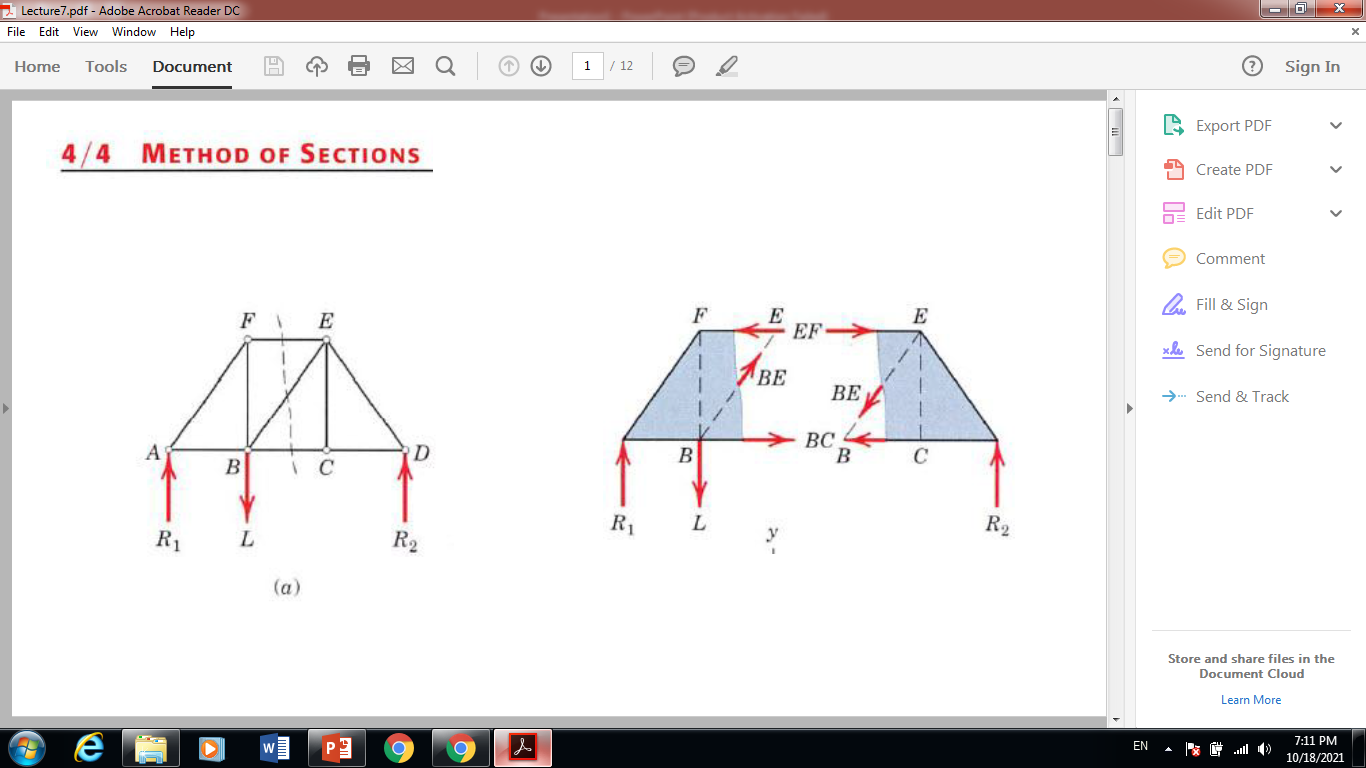 Lecture7.pdf - Adobe Acrobat Reader DC
File Edit View Window Help
Home Tools Document 1 / 12 Sign In
4/4 METHOD OF SECTIONS
F E
A B C D
R1 L R2
(a)
F E EF E
BE BE
B BC B C
R1 L R2
y
Export PDF
Create PDF
Edit PDF
Comment
Fill & Sign
Send for Signature
Send & Track
Store and share files in the
Document Cloud
Learn More
EN 7:11 PM
10/18/2021